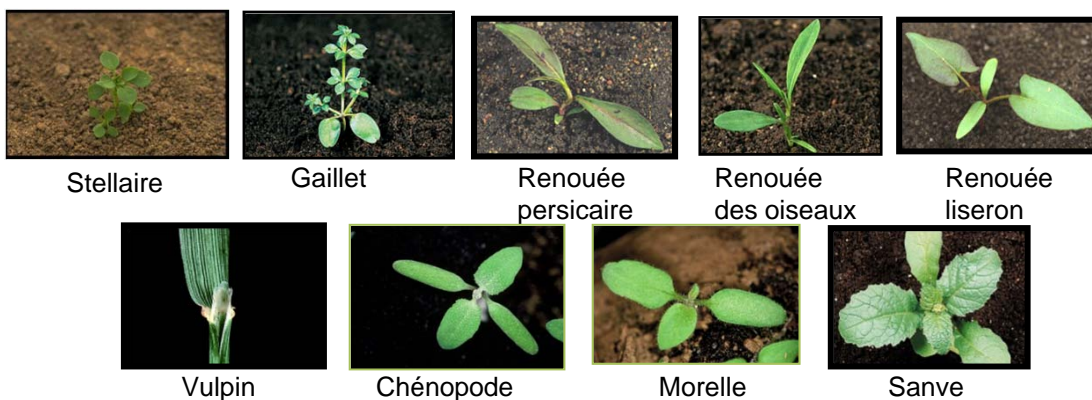 Stellaire
Gaillet
Renouée
persicaire
Renouée
des oiseaux
Renouée
liseron
Vulpin
Chénopode
Morelle
Sanve